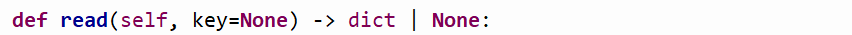 def read(self, key=None) -> dict | None: